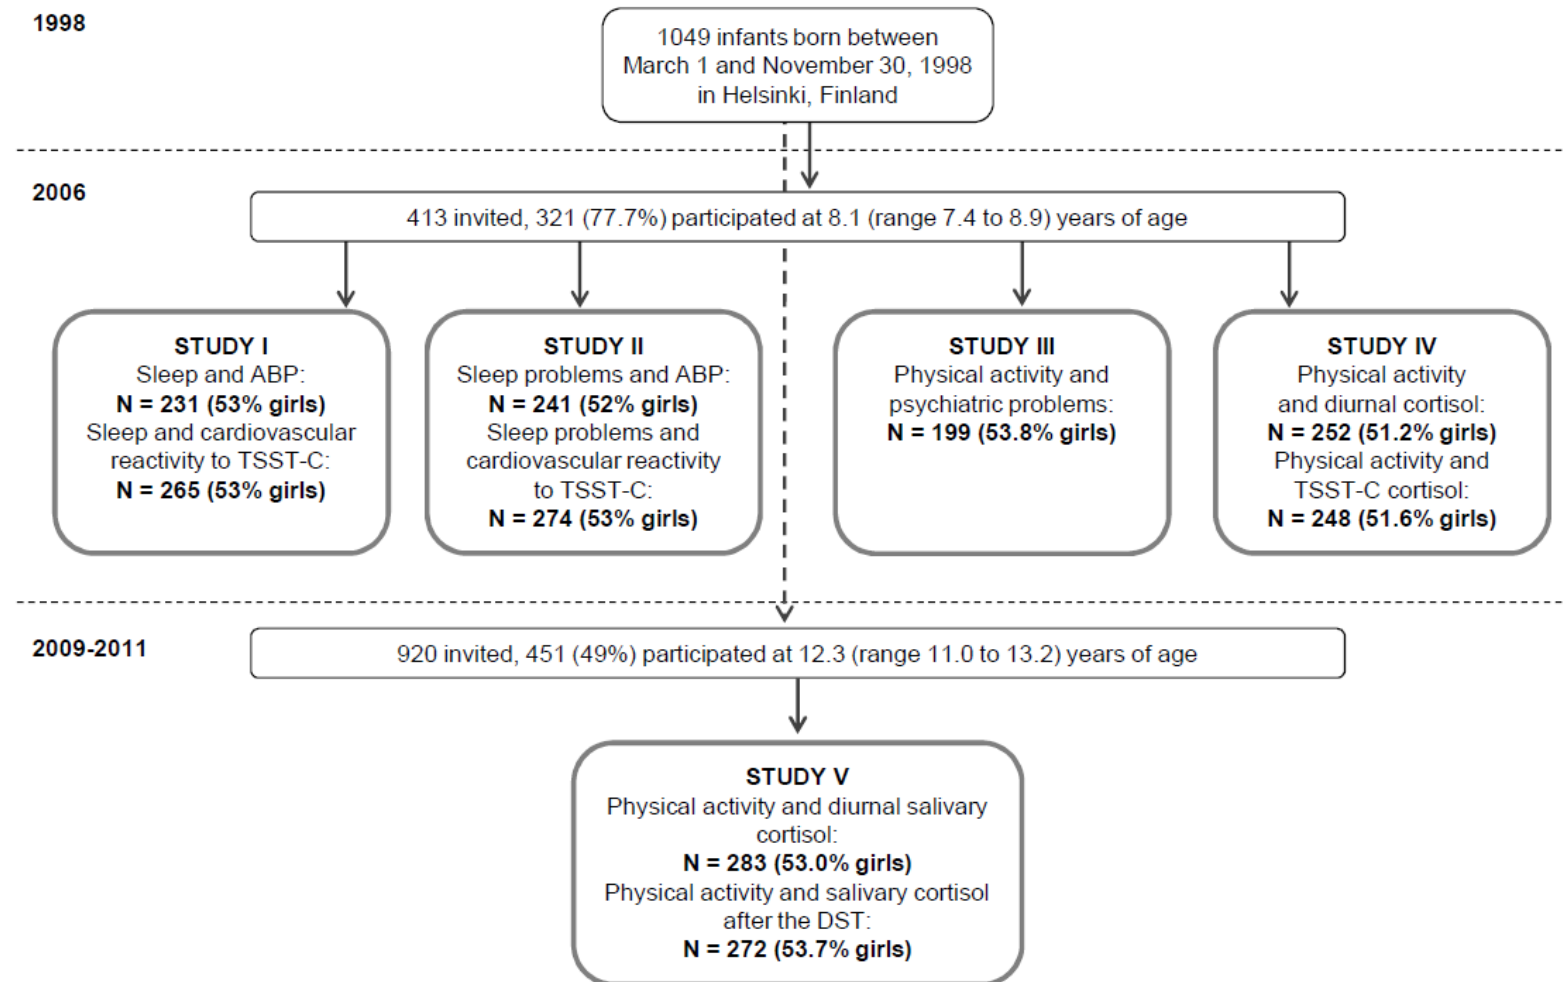 1998
1049 infants born between
March 1 and November 30, 1998
in Helsinki, Finland
2006
413 invited, 321 (77.7%) participated at 8.1 (range 7.4 to 8.9) years of age
STUDY I
Sleep and ABP:
N = 231 (53% girls)
Sleep and cardiovascular
reactivity to TSST-C:
N = 265 (53% girls)
STUDY II
Sleep problems and ABP:
N = 241 (52% girls)
Sleep problems and
cardiovascular reactivity
to TSST-C:
N = 274 (53% girls)
STUDY III
Physical activity and
psychiatric problems:
N = 199 (53.8% girls)
STUDY IV
Physical activity
and diurnal cortisol:
N = 252 (51.2% girls)
Physical activity and
TSST-C cortisol:
N = 248 (51.6% girls)
2009-2011
920 invited, 451 (49%) participated at 12.3 (range 11.0 to 13.2) years of age
STUDY V
Physical activity and diurnal salivary
cortisol:
N = 283 (53.0% girls)
Physical activity and salivary cortisol
after the DST:
N = 272 (53.7% girls)